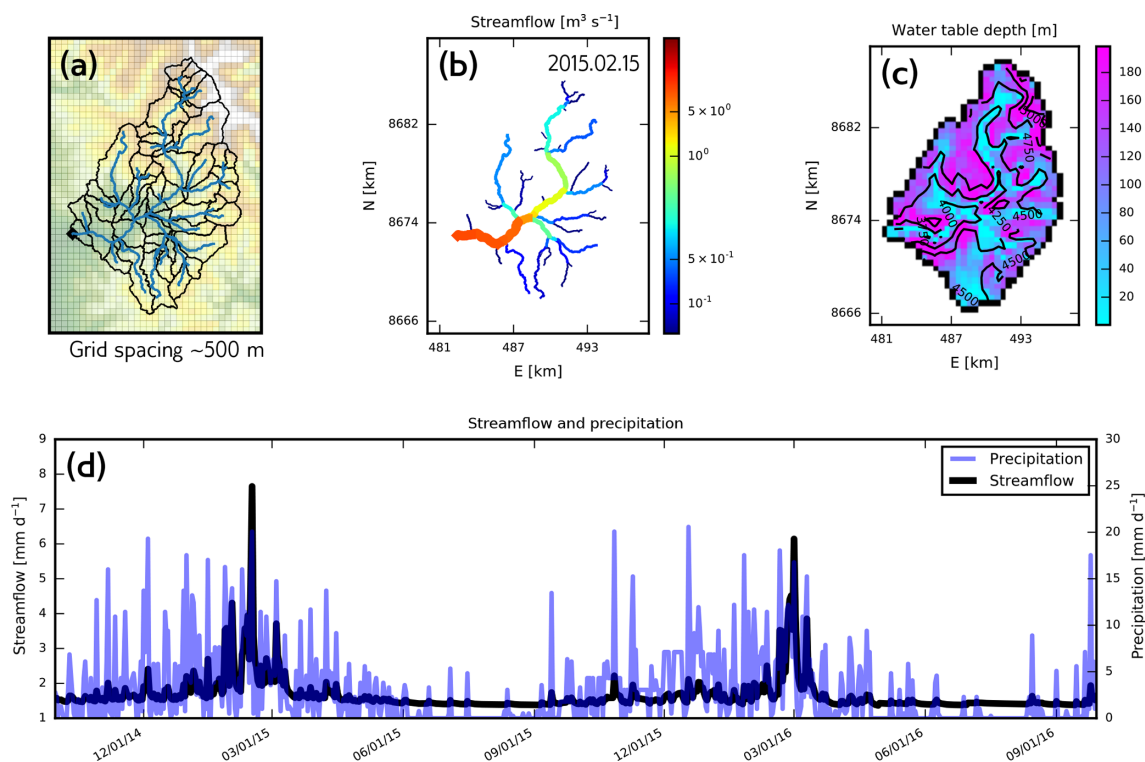 (a)
Grid spacing ~500 m
Streamflow [m³ s⁻¹]
(b)
2015.02.15
8682
8674
8666
N [km]
481 487 493
E [km]
5 × 10⁰
10⁰
5 × 10⁻¹
10⁻¹
Water table depth [m]
(c)
8682
8674
8666
N [km]
481 487 493
E [km]
5000
4750
4000
4250
4500
4500
4500
180
160
140
120
100
80
60
40
20
Streamflow and precipitation
(d)
Precipitation
Streamflow
9
8
7
6
5
4
3
2
1
Streamflow [mm d⁻¹]
30
25
20
15
10
5
0
Precipitation [mm d⁻¹]
12/01/14 03/01/15 06/01/15 09/01/15 12/01/15 03/01/16 06/01/16 09/01/16